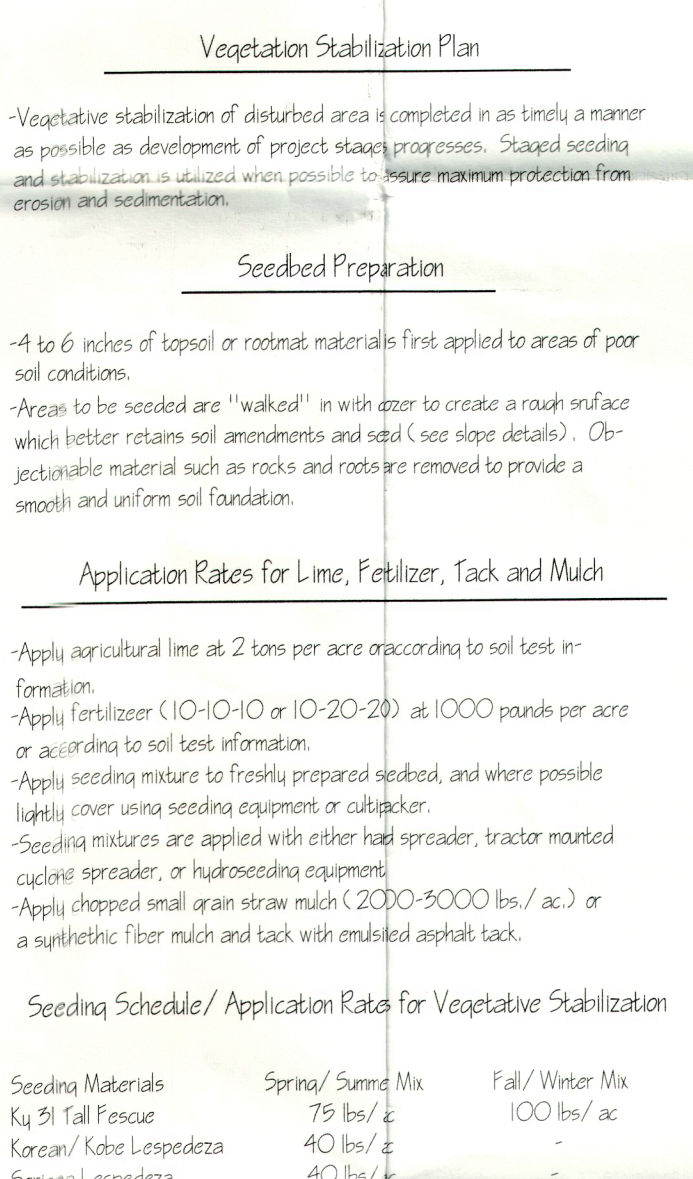 Vegetation Stabilization Plan
-Vegetative stabilization of disturbed area is completed in as timely a manner
as possible as development of project stages progresses. Staged seeding
and stabilization is utilized when possible to assure maximum protection from
erosion and sedimentation.
Seedbed Preparation
-4 to 6 inches of topsoil or rootmat material is first applied to areas of poor
soil conditions.
-Areas to be seeded are "walked" in with dozer to create a rough sruface
which better retains soil amendments and seed ( see slope details). Ob-
jectionable material such as rocks and roots are removed to provide a
smooth and uniform soil foundation.
Application Rates for Lime, Fetilizer, Tack and Mulch
-Apply agricultural lime at 2 tons per acre or according to soil test in-
formation.
-Apply fertilizeer (10-10-10 or 10-20-20) at 1000 pounds per acre
or according to soil test information.
-Apply seeding mixture to freshly prepared sedbed, and where possible
lightly cover using seeding equipment or cultipacker.
-Seeding mixtures are applied with either had spreader, tractor mounted
cyclone spreader, or hydroseeding equipment
-Apply chopped small grain straw mulch ( 2000-3000 lbs./ ac.) or
a synthethic fiber mulch and tack with emulsified asphalt tack.
Seeding Schedule/ Application Rates for Vegetative Stabilization
Seeding Materials Spring/ Summe Mix Fall/ Winter Mix
Ky 31 Tall Fescue 75 lbs/ ac 100 lbs/ ac
Korean/ Kobe Lespedeza 40 lbs/ ac -
Lespedeza 40 lbs/ ac -